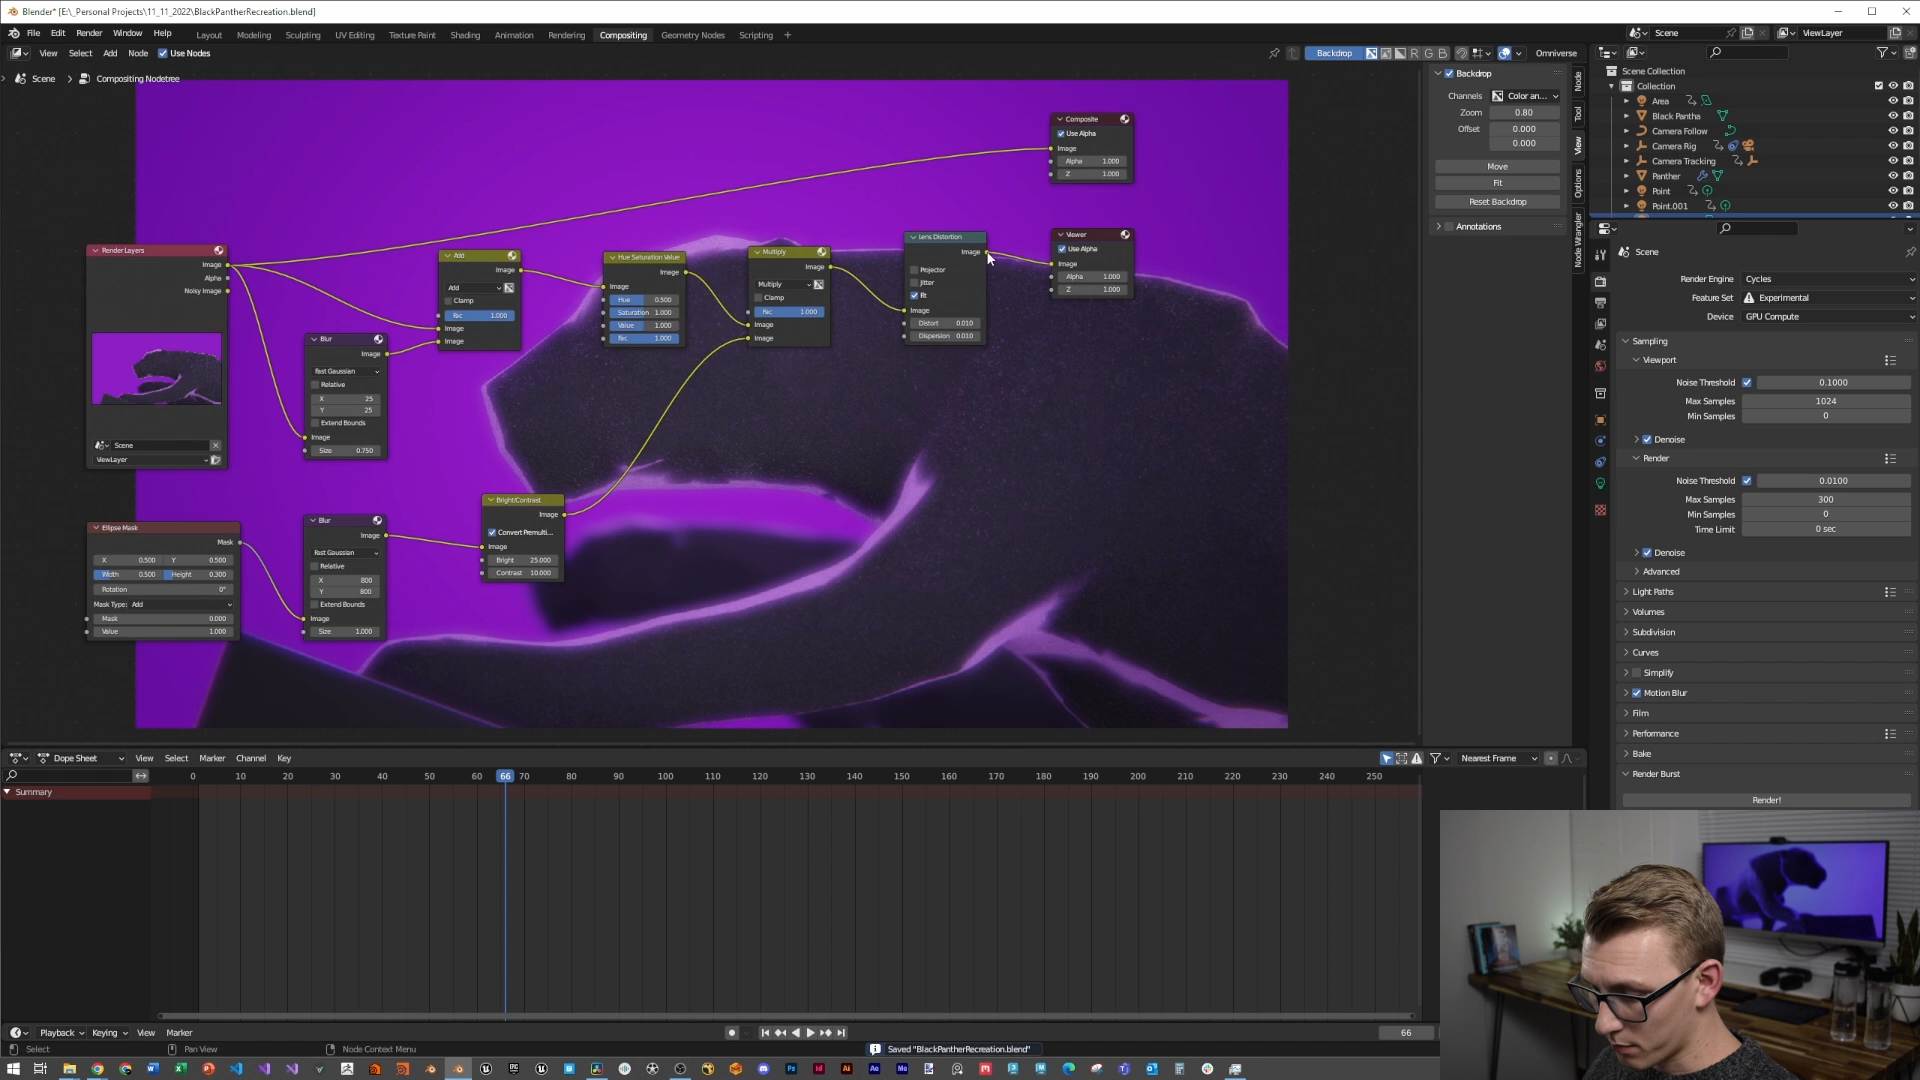 Blender* [E:\_Personal Projects\11_11_2022\BlackPantherRecreation.blend]
File Edit Render Window Help Layout Modeling Sculpting UV Editing Texture Paint Shading Animation Rendering Compositing Geometry Nodes Scripting + Scene ViewLayer
View Select Add Node Use Nodes Backdrop R G B Omniverse
Scene > Compositing Nodetree
Backdrop
Channels Color an...
Zoom 0.80
Offset: 0.000
0.000
Move
Fit
Reset Backdrop
Annotations
Node
Tool
View
Options
Node Wrangler
Composite
Use Alpha
Image
Alpha 1.000
Z 1.000
Viewer
Use Alpha
Image
Alpha 1.000
Z 1.000
Render Layers
Image
Alpha
Noisy Image
Scene
ViewLayer
Blur
Image
Fast Gaussian
Relative
X 25
Y 25
Extend Bounds
Image
Size 0.750
Add
Image
Add
Clamp
Fac 1.000
Image
Image
Hue Saturation Value
Image
Image
Hue 0.500
Saturation 1.000
Value 1.000
Fac 1.000
Multiply
Image
Multiply
Clamp
Fac 1.000
Image
Image
Lens Distortion
Image
Projector
Jitter
Fit
Image
Distort 0.010
Dispersion 0.010
Ellipse Mask
Mask
X 0.500 Y 0.500
Width 0.500 Height 0.300
Rotation 0°
Mask Type: Add
Mask 0.000
Value 1.000
Blur
Image
Fast Gaussian
Relative
X 800
Y 800
Extend Bounds
Image
Size 1.000
Bright/Contrast
Image
Convert Premulti...
Image
Bright 25.000
Contrast 10.000
Scene Collection
Collection
Area
Black Pantha
Camera Follow
Camera Rig
Camera Tracking
Panther
Point
Point.001
Scene
Render Engine Cycles
Feature Set Experimental
Device GPU Compute
Sampling
Viewport
Noise Threshold 0.1000
Max Samples 1024
Min Samples 0
Denoise
Render
Noise Threshold 0.0100
Max Samples 300
Min Samples 0
Time Limit 0 sec
Denoise
Advanced
Light Paths
Volumes
Subdivision
Curves
Simplify
Motion Blur
Film
Performance
Bake
Render Burst
Render!
Dope Sheet View Select Marker Channel Key Nearest Frame
0 10 20 30 40 50 60 66 70 80 90 100 110 120 130 140 150 160 170 180 190 200 210 220 230 240 250
Summary
Playback Keying View Marker 66
Select Pan View Node Context Menu Saved "BlackPantherRecreation.blend"